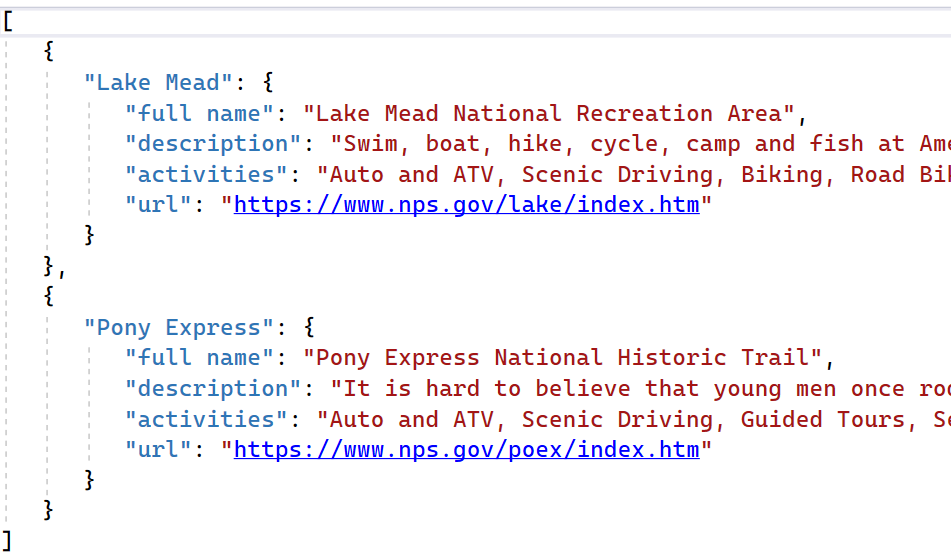 [
   {
      "Lake Mead": {
         "full name": "Lake Mead National Recreation Area",
         "description": "Swim, boat, hike, cycle, camp and fish at
         "activities": "Auto and ATV, Scenic Driving, Biking, Road
         "url": "https://www.nps.gov/lake/index.htm"
      }
   },
   {
      "Pony Express": {
         "full name": "Pony Express National Historic Trail",
         "description": "It is hard to believe that young men once
         "activities": "Auto and ATV, Scenic Driving, Guided Tours,
         "url": "https://www.nps.gov/poex/index.htm"
      }
   }
]